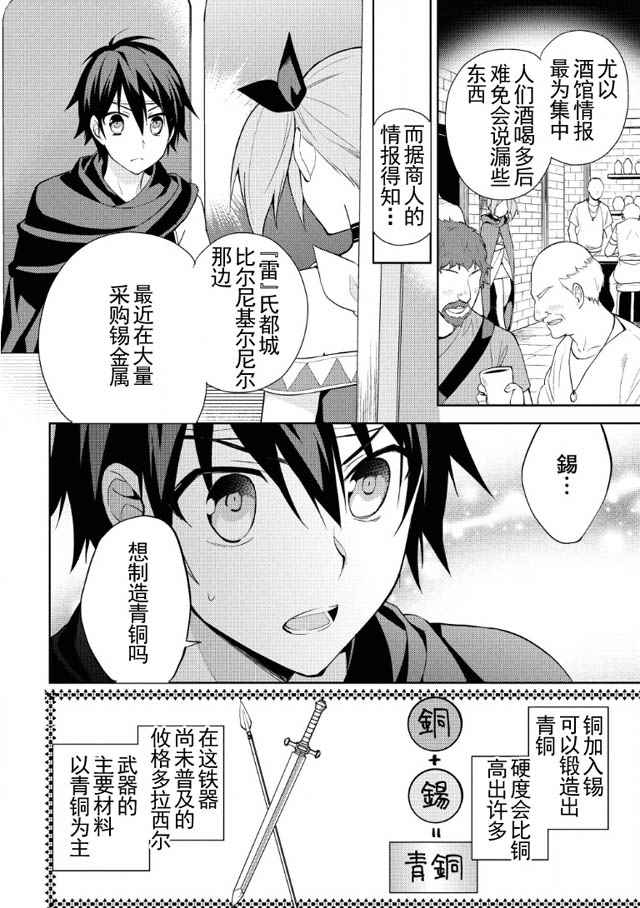 尤以
酒馆情报
最为集中
人们酒喝多后
难免会说漏些
东西
而据商人的
情报得知…
『雷』氏都城
比尔尼基尔尼尔
那边
最近在大量
采购锡金属
錫…
想制造青铜吗
铜加入锡
可以锻造出
青铜
硬度会比铜
高出许多
銅
+
錫
=
青銅
在这铁器
尚未普及的
攸格多拉西尔
武器的
主要材料
以青铜为主